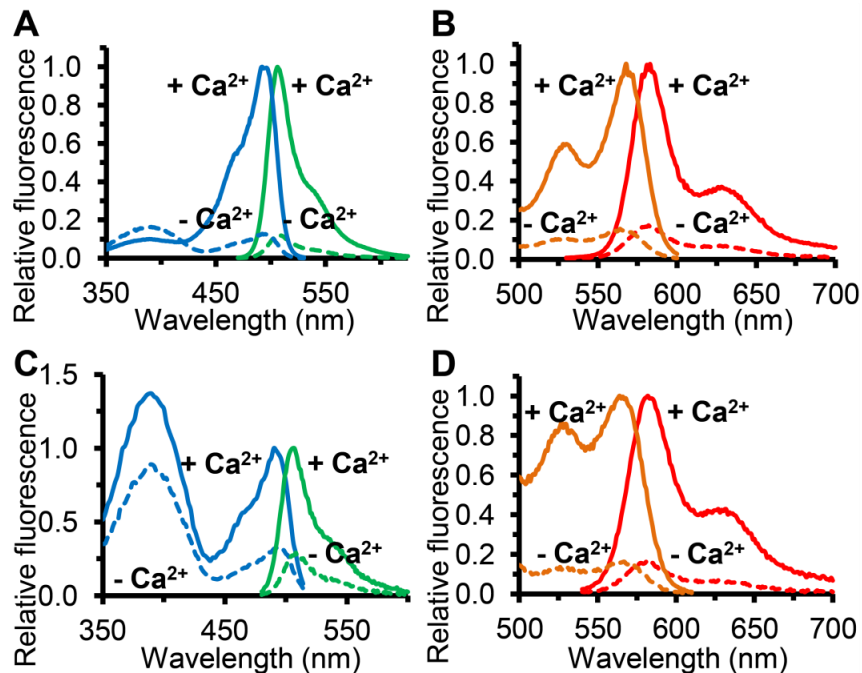 A
Relative fluorescence
1.0
0.8
0.6
0.4
0.2
0.0
+ Ca2+
+ Ca2+
- Ca2+
- Ca2+
350
450
550
Wavelength (nm)
B
Relative fluorescence
1.0
0.8
0.6
0.4
0.2
0.0
+ Ca2+
+ Ca2+
- Ca2+
- Ca2+
500
550
600
650
700
Wavelength (nm)
C
Relative fluorescence
1.5
1.0
0.5
0.0
+ Ca2+
+ Ca2+
- Ca2+
- Ca2+
350
450
550
Wavelength (nm)
D
Relative fluorescence
1.0
0.8
0.6
0.4
0.2
0.0
+ Ca2+
+ Ca2+
- Ca2+
- Ca2+
500
550
600
650
700
Wavelength (nm)